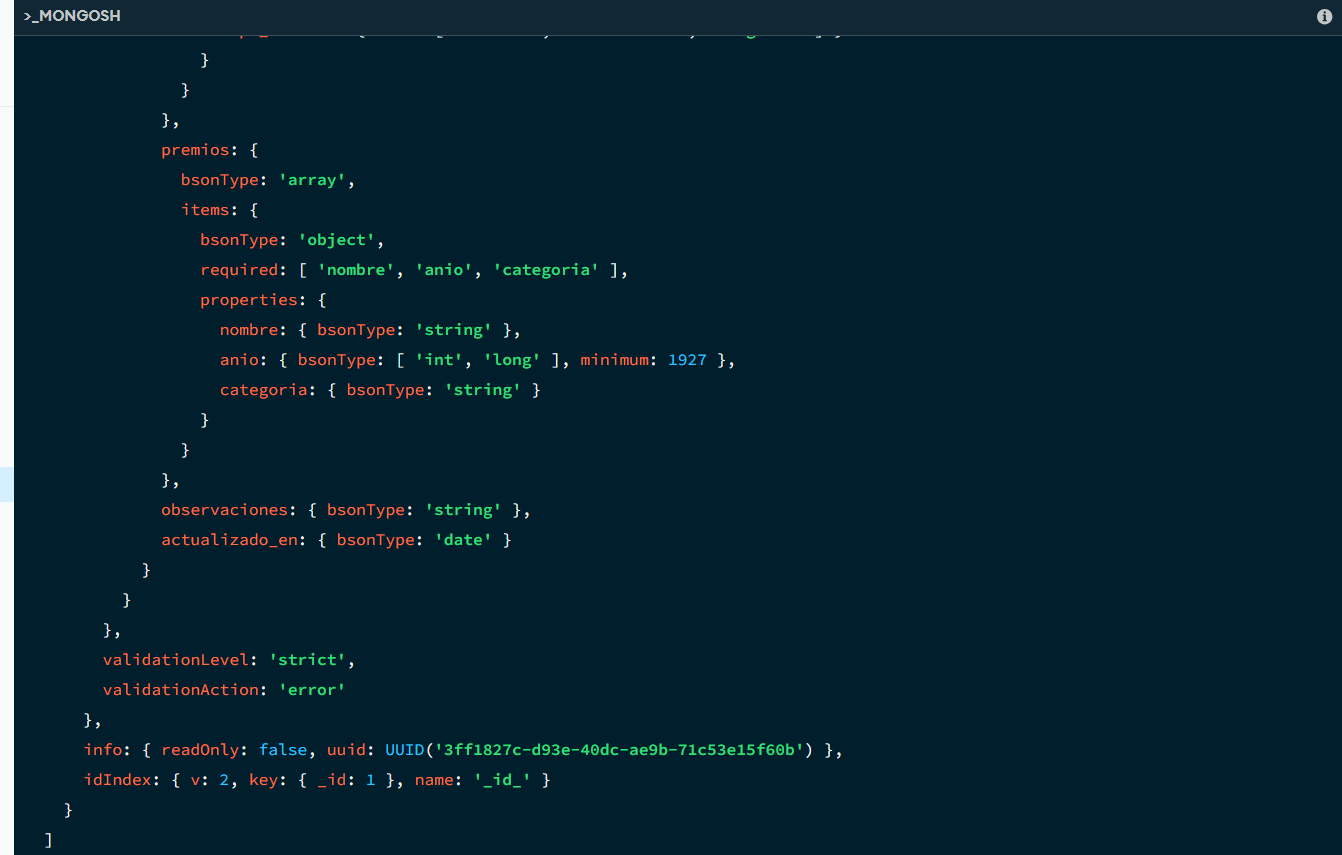 >_MONGOSH
}
}
},
premios: {
bsonType: 'array',
items: {
bsonType: 'object',
required: [ 'nombre', 'anio', 'categoria' ],
properties: {
nombre: { bsonType: 'string' },
anio: { bsonType: [ 'int', 'long' ], minimum: 1927 },
categoria: { bsonType: 'string' }
}
}
},
observaciones: { bsonType: 'string' },
actualizado_en: { bsonType: 'date' }
}
}
},
validationLevel: 'strict',
validationAction: 'error'
},
info: { readOnly: false, uuid: UUID('3ff1827c-d93e-40dc-ae9b-71c53e15f60b') },
idIndex: { v: 2, key: { _id: 1 }, name: '_id_' }
}
]